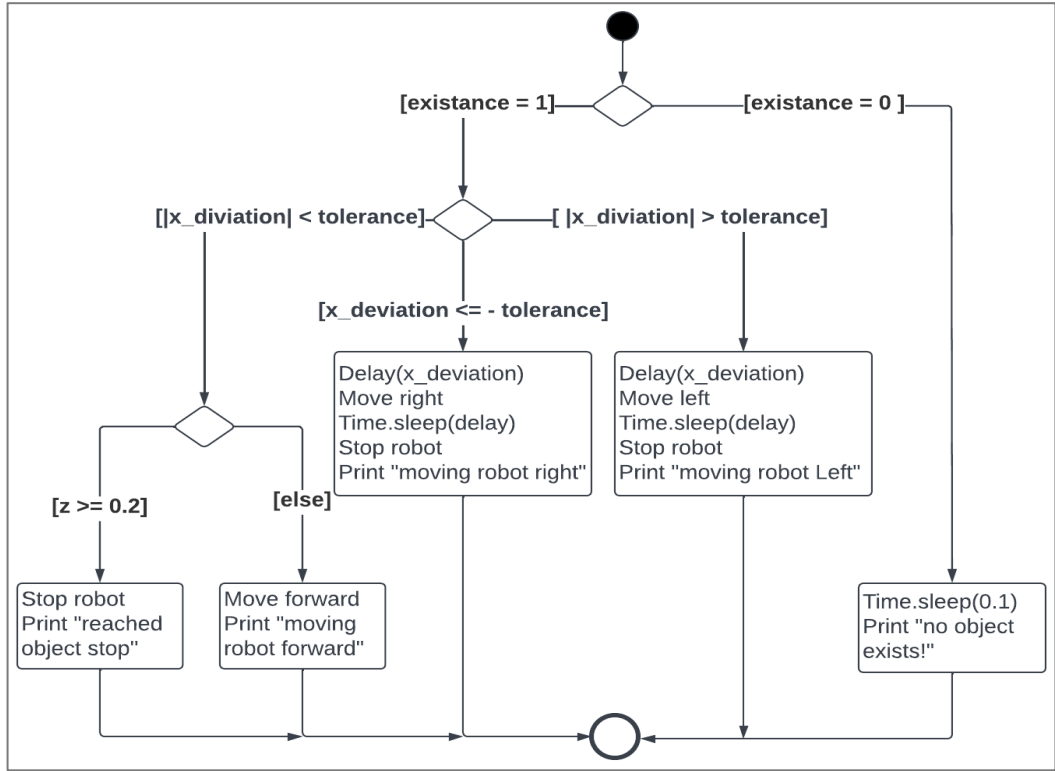 [existance = 1]
[existance = 0 ]
[|x_diviation| < tolerance]
[ |x_diviation| > tolerance]
[x_deviation <= - tolerance]
Delay(x_deviation)
Move right
Time.sleep(delay)
Stop robot
Print "moving robot right"
Delay(x_deviation)
Move left
Time.sleep(delay)
Stop robot
Print "moving robot Left"
[z >= 0.2]
[else]
Stop robot
Print "reached
object stop"
Move forward
Print "moving
robot forward"
Time.sleep(0.1)
Print "no object
exists!"